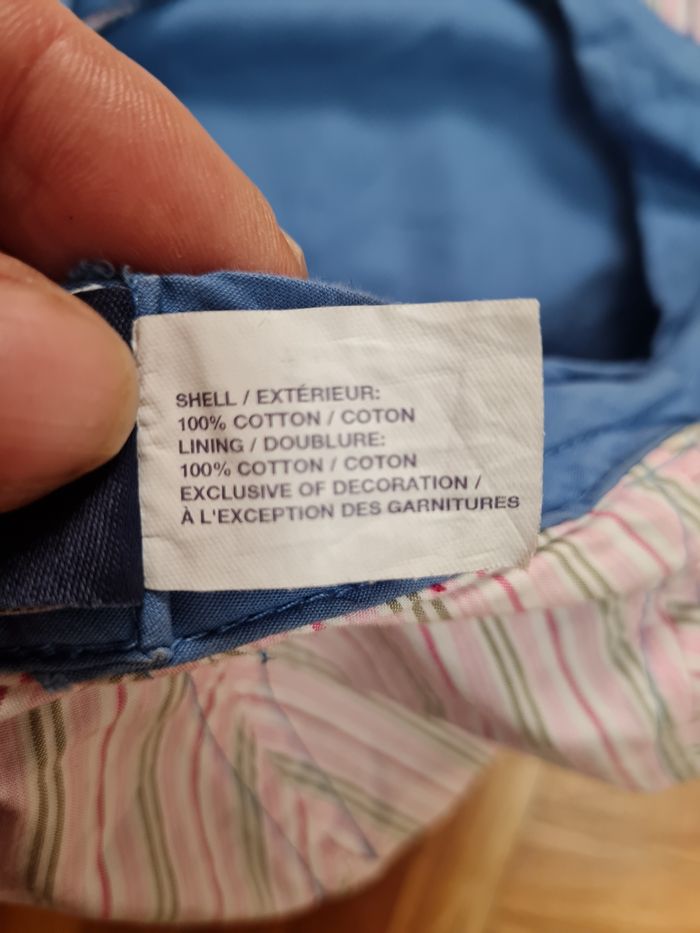 SHELL / EXTÉRIEUR:
100% COTTON / COTON
LINING / DOUBLURE:
100% COTTON / COTON
EXCLUSIVE OF DECORATION /
À L'EXCEPTION DES GARNITURES